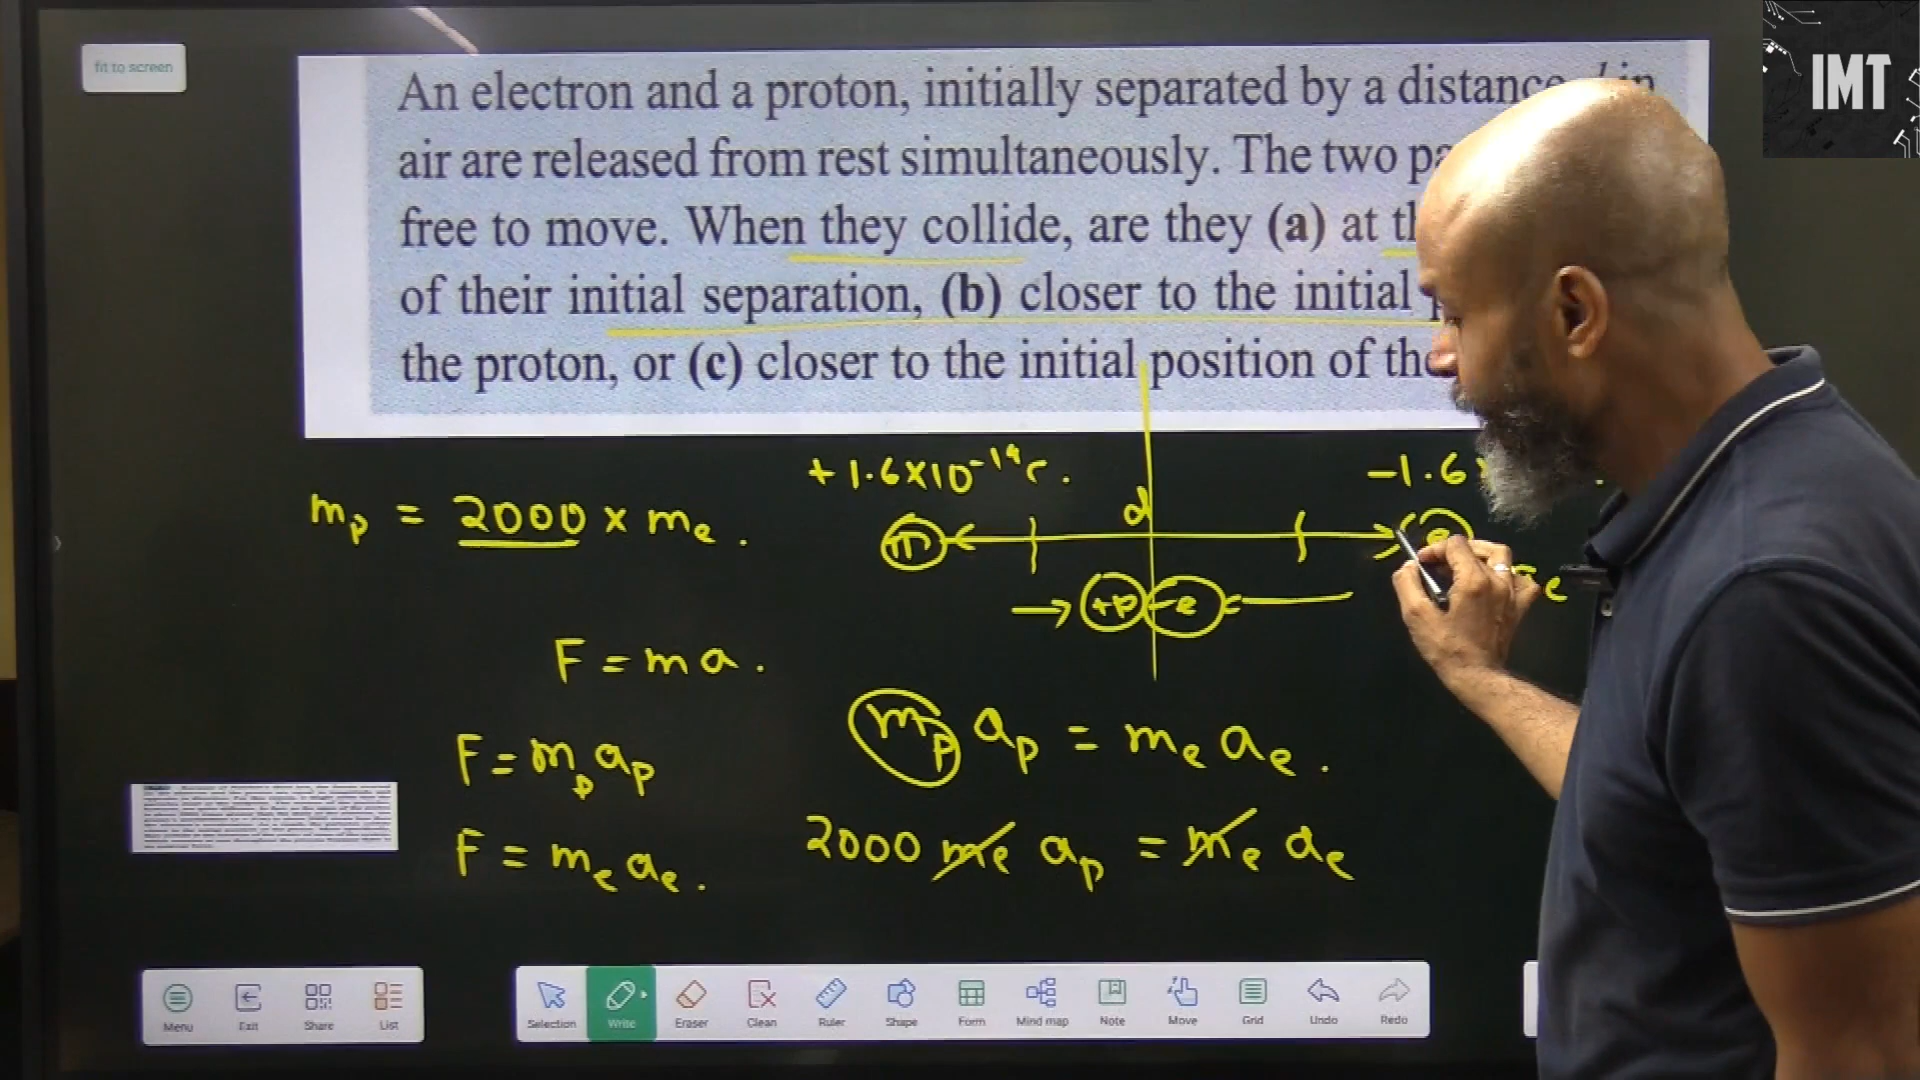 fit to screen
IMT
An electron and a proton, initially separated by a distance d in
air are released from rest simultaneously. The two
free to move. When they collide, are they (a) at
of their initial separation, (b) closer to the initial
the proton, or (c) closer to the initial position of the
+1.6×10⁻¹⁹c.
-1.6
mₚ = 2000 × mₑ.
d
m
e
+p
-e
-e
F = ma.
F = mₚaₚ
mₚ aₚ = mₑ aₑ.
F = mₑ aₑ.
2000 mₑ aₚ = mₑ aₑ
Menu
Exit
Share
List
Selection
Write
Eraser
Clean
Ruler
Shape
Form
Mind map
Note
Move
Grid
Undo
Redo